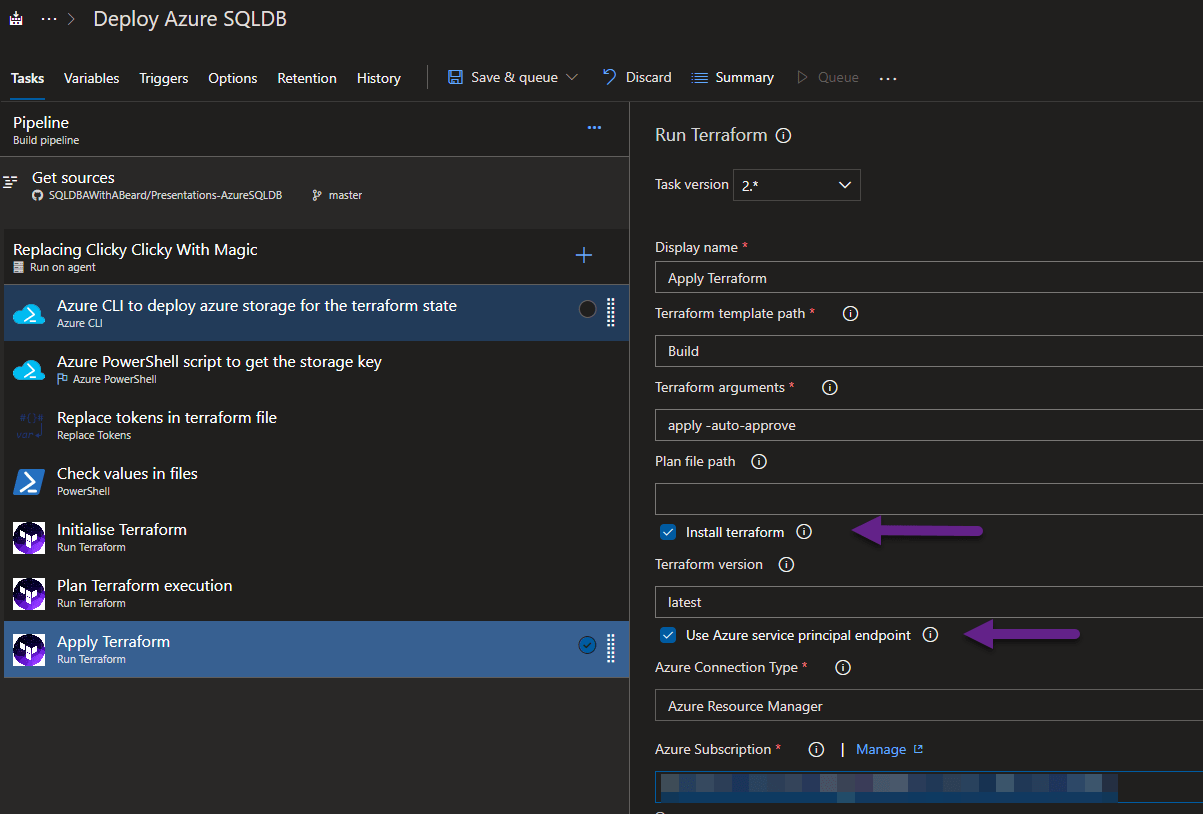 ... > Deploy Azure SQLDB
Tasks Variables Triggers Options Retention History Save & queue Discard Summary Queue ...
Pipeline
Build pipeline
...
Get sources
SQLDBAWithABeard/Presentations-AzureSQLDB master
Replacing Clicky Clicky With Magic
Run on agent
Azure CLI to deploy azure storage for the terraform state
Azure CLI
Azure PowerShell script to get the storage key
Azure PowerShell
Replace tokens in terraform file
Replace Tokens
Check values in files
PowerShell
Initialise Terraform
Run Terraform
Plan Terraform execution
Run Terraform
Apply Terraform
Run Terraform
Run Terraform
Task version 2.*
Display name *
Apply Terraform
Terraform template path *
Build
Terraform arguments *
apply -auto-approve
Plan file path
Install terraform
Terraform version
latest
Use Azure service principal endpoint
Azure Connection Type *
Azure Resource Manager
Azure Subscription * | Manage